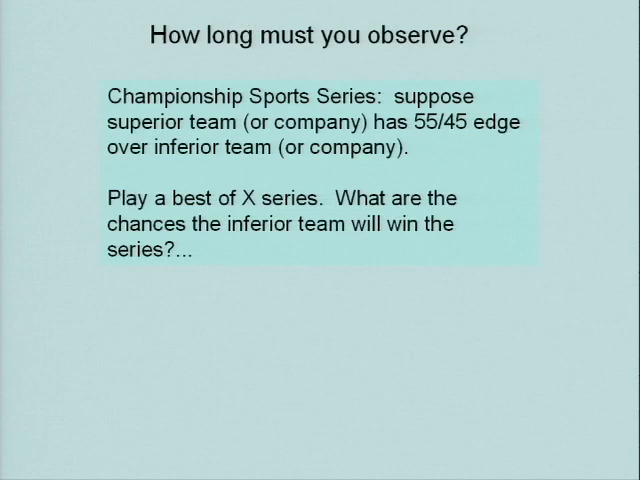 How long must you observe?
Championship Sports Series:  suppose
superior team (or company) has 55/45 edge
over inferior team (or company).
Play a best of X series.  What are the
chances the inferior team will win the
series?...